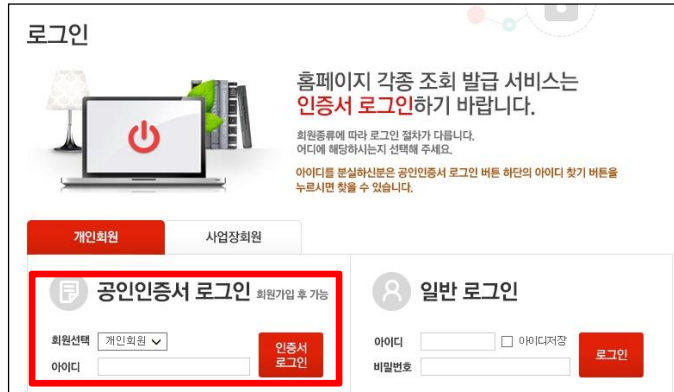 로그인
홈페이지 각종 조회 발급 서비스는
인증서 로그인하기 바랍니다.
회원종류에 따라 로그인 절차가 다릅니다.
어디에 해당하시는지 선택해 주세요.
아이디를 분실하신분은 공인인증서 로그인 버튼 하단의 아이디 찾기 버튼을
누르시면 찾을 수 있습니다.
개인회원 사업장회원
공인인증서 로그인 회원가입 후 가능
회원선택 개인회원
아이디
인증서
로그인
일반 로그인
아이디 아이디저장
비밀번호
로그인